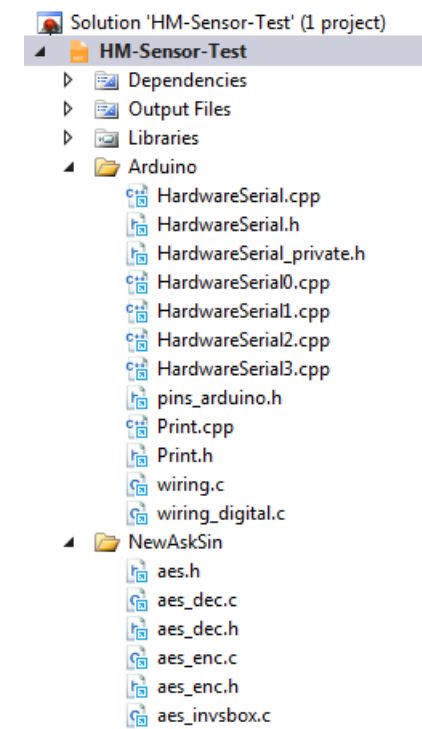 Solution 'HM-Sensor-Test' (1 project)
HM-Sensor-Test
Dependencies
Output Files
Libraries
Arduino
HardwareSerial.cpp
HardwareSerial.h
HardwareSerial_private.h
HardwareSerial0.cpp
HardwareSerial1.cpp
HardwareSerial2.cpp
HardwareSerial3.cpp
pins_arduino.h
Print.cpp
Print.h
wiring.c
wiring_digital.c
NewAskSin
aes.h
aes_dec.c
aes_dec.h
aes_enc.c
aes_enc.h
aes_invsbox.c